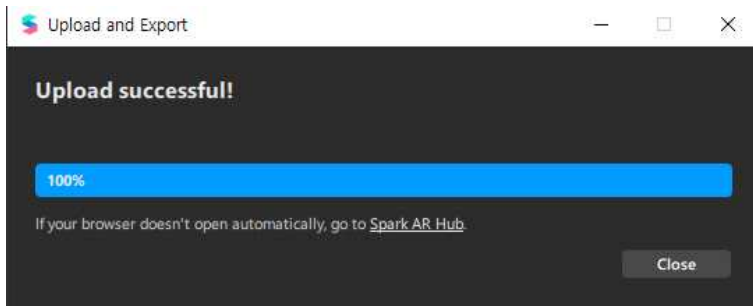 Upload and Export
Upload successful!
100%
If your browser doesn't open automatically, go to Spark AR Hub.
Close